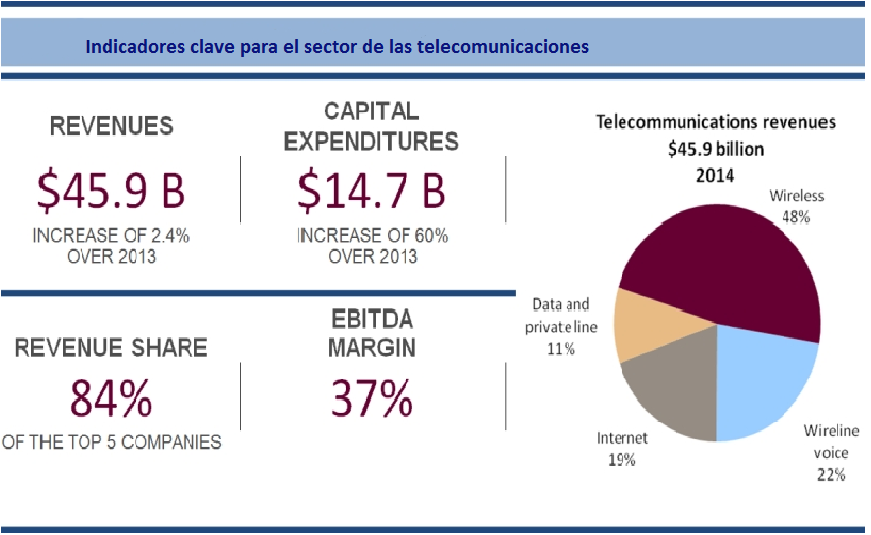 Indicadores clave para el sector de las telecomunicaciones
REVENUES
$45.9 B
INCREASE OF 2.4%
OVER 2013
CAPITAL
EXPENDITURES
$14.7 B
INCREASE OF 60%
OVER 2013
REVENUE SHARE
84%
OF THE TOP 5 COMPANIES
EBITDA
MARGIN
37%
Telecommunications revenues
$45.9 billion
2014
Wireless
48%
Data and
private line
11%
Internet
19%
Wireline
voice
22%